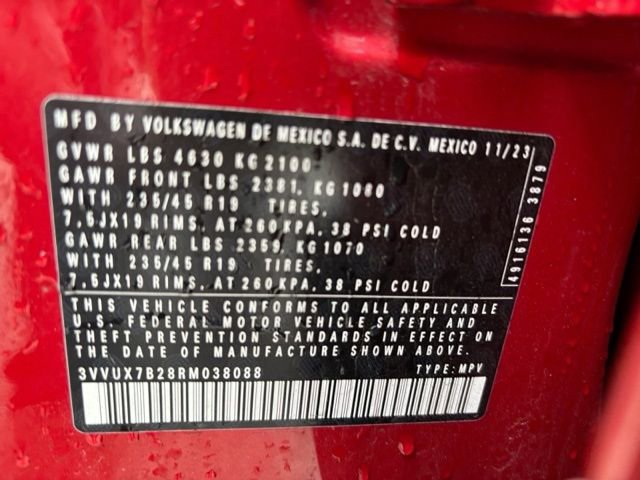 MFD BY VOLKSWAGEN DE MEXICO S.A. DE C.V. MEXICO 11/23
GVWR LBS 4630 KG 2100
GAWR FRONT LBS 2381, KG 1080
WITH 235/45 R19 TIRES,
7,5JX19 RIMS, AT 260 KPA, 38 PSI COLD
GAWR REAR LBS 2359, KG 1070
WITH 235/45 R19 TIRES,
7,5JX19 RIMS, AT 260 KPA, 38 PSI COLD
THIS VEHICLE CONFORMS TO ALL APPLICABLE
U.S. FEDERAL MOTOR VEHICLE SAFETY AND
THEFT PREVENTION STANDARDS IN EFFECT
ON THE DATE OF MANUFACTURE SHOWN ABOVE
3VVUX7B28RM038088 TYPE: MPV
4916136 3879